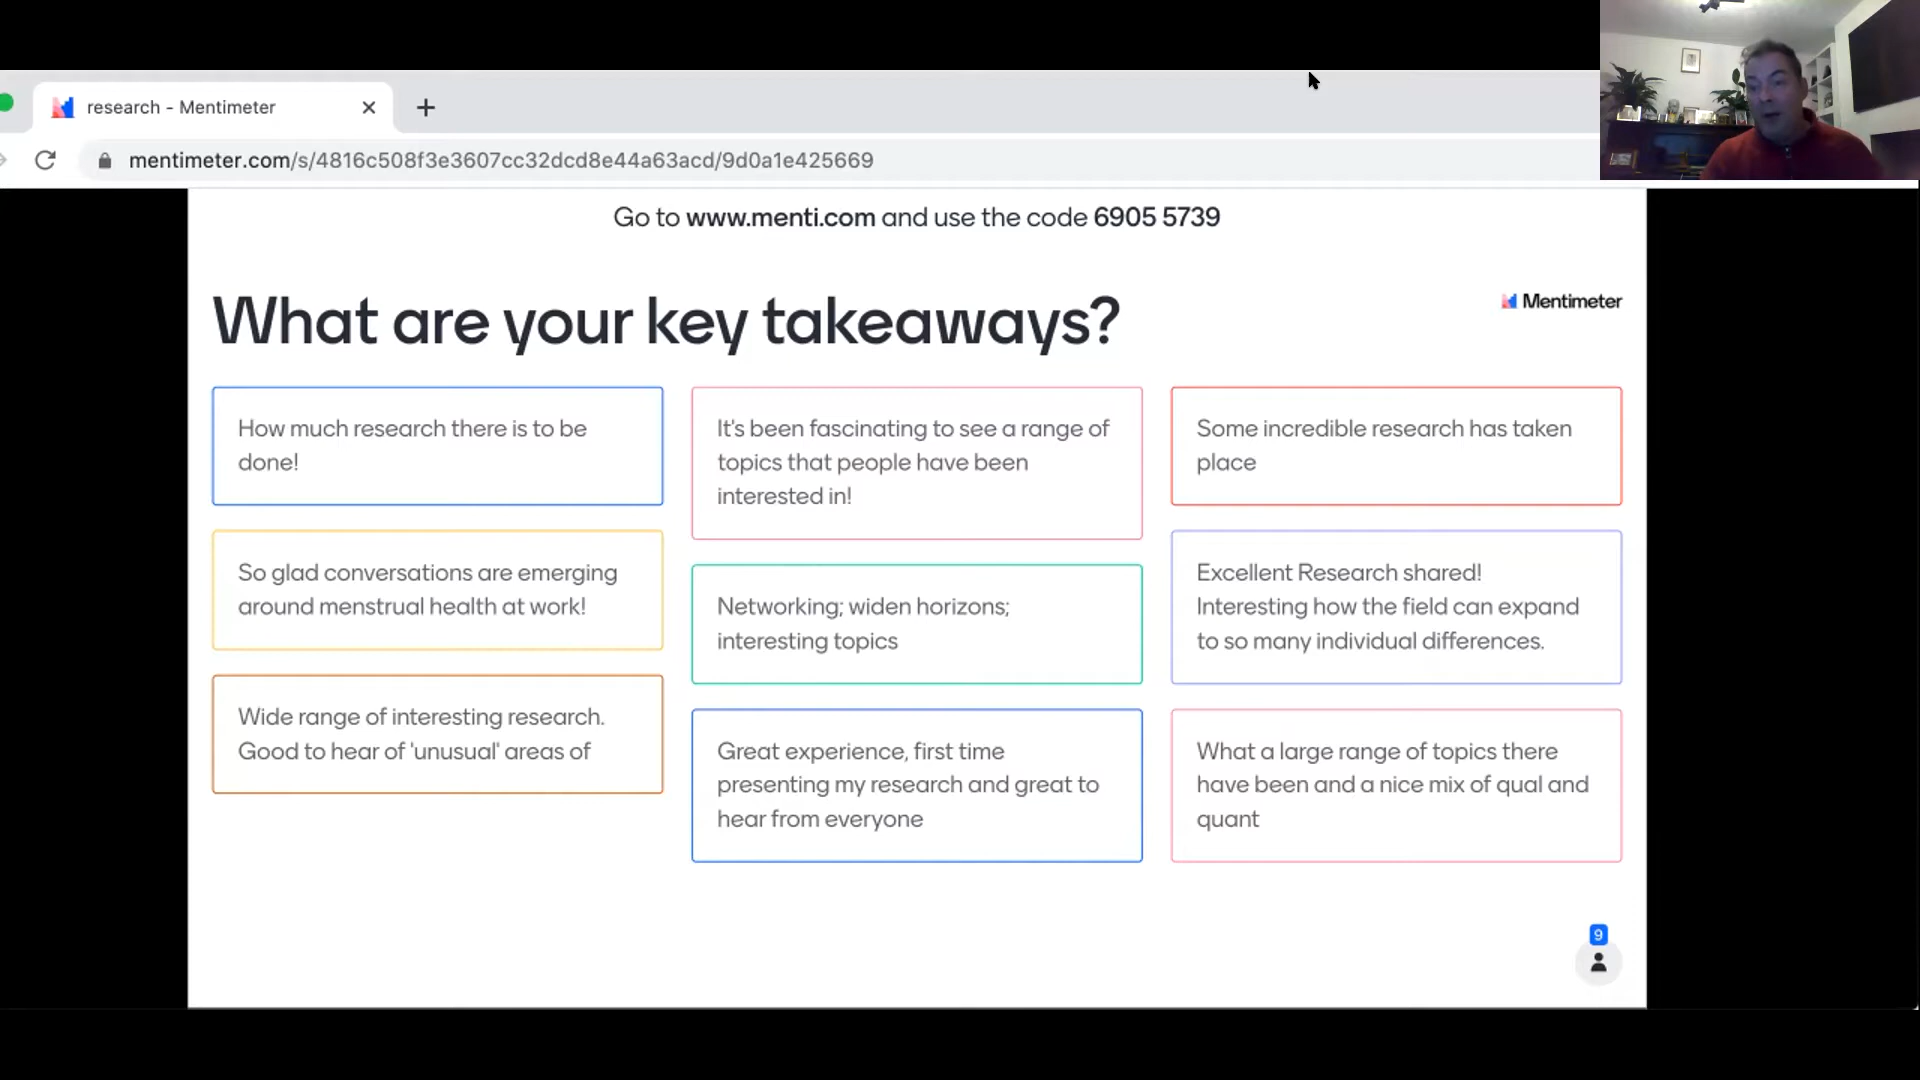 research - Mentimeter
mentimeter.com/s/4816c508f3e3607cc32dcd8e44a63acd/9d0a1e425669
Go to www.menti.com and use the code 6905 5739
What are your key takeaways?
Mentimeter
How much research there is to be
done!
So glad conversations are emerging
around menstrual health at work!
Wide range of interesting research.
Good to hear of 'unusual' areas of
It's been fascinating to see a range of
topics that people have been
interested in!
Networking; widen horizons;
interesting topics
Great experience, first time
presenting my research and great to
hear from everyone
Some incredible research has taken
place
Excellent Research shared!
Interesting how the field can expand
to so many individual differences.
What a large range of topics there
have been and a nice mix of qual and
quant
9